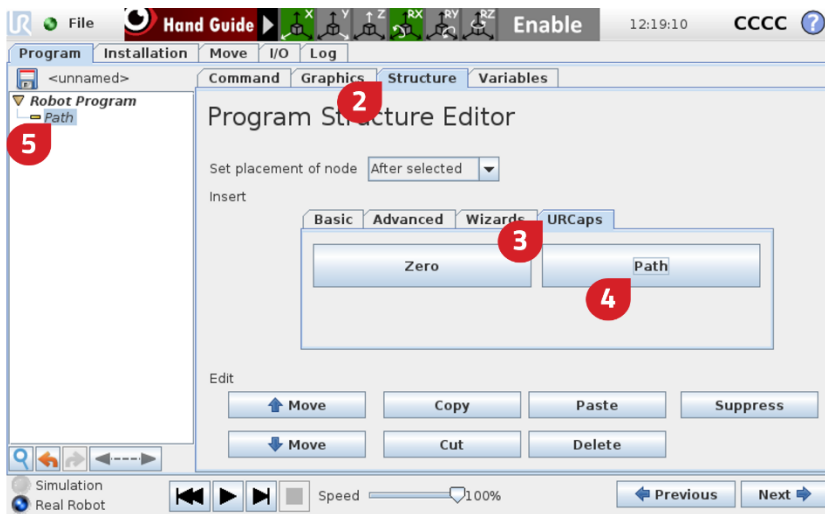 UR File Hand Guide X Y Z RX RY RZ Enable 12:19:10 CCCC ?
Program Installation Move I/O Log
<unnamed> Command Graphics Structure Variables
Robot Program
Path
5
2
Program Structure Editor
Set placement of node After selected
Insert
Basic Advanced Wizards URCaps
3
Zero Path
4
Edit
Move Copy Paste Suppress
Move Cut Delete
Simulation
Real Robot
Speed 100% Previous Next